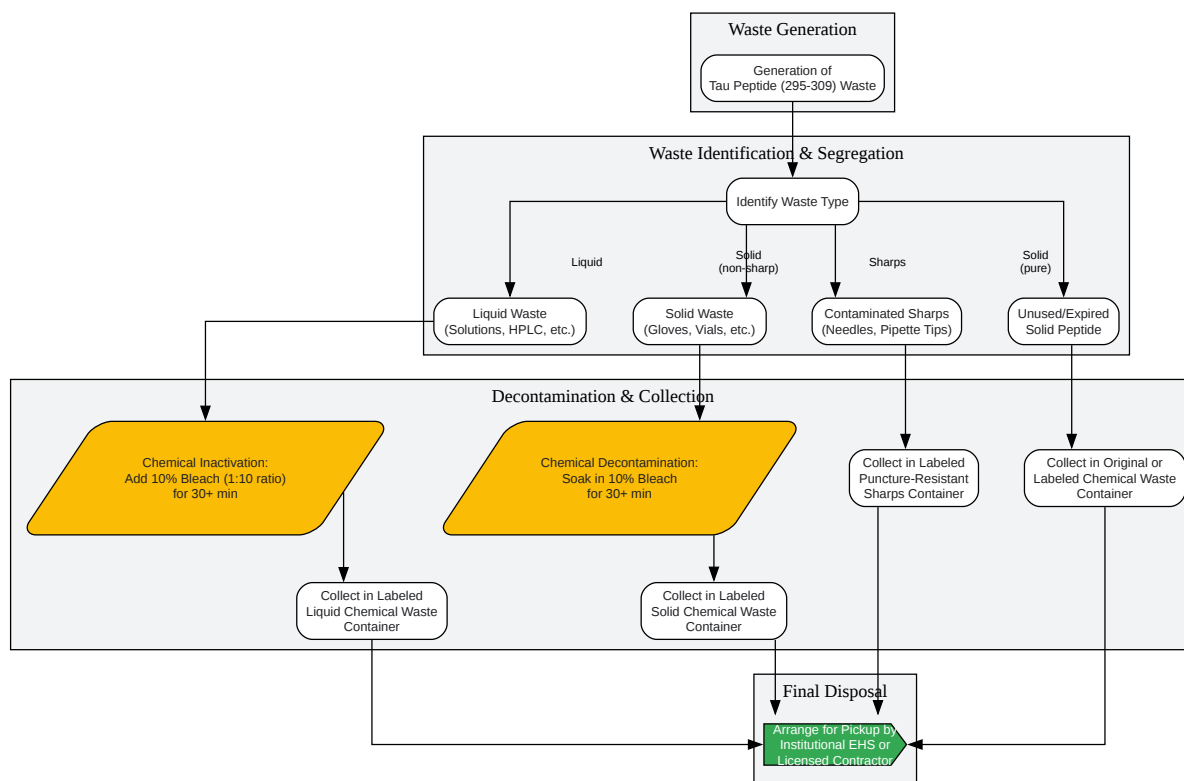 Waste Generation
Generation of
Tau Peptide (295-309) Waste
Waste Identification & Segregation
Identify Waste Type
Liquid
Solid
(non-sharp)
Sharps
Solid
(pure)
Liquid Waste
(Solutions, HPLC, etc.)
Solid Waste
(Gloves, Vials, etc.)
Contaminated Sharps
(Needles, Pipette Tips)
Unused/Expired
Solid Peptide
Decontamination & Collection
Chemical Inactivation:
Add 10% Bleach (1:10 ratio)
for 30+ min
Chemical Decontamination:
Soak in 10% Bleach
for 30+ min
Collect in Labeled
Puncture-Resistant
Sharps Container
Collect in Original or
Labeled Chemical Waste
Container
Collect in Labeled
Liquid Chemical Waste
Container
Collect in Labeled
Solid Chemical Waste
Container
Final Disposal
Arrange for Pickup by
Institutional EHS or
Licensed Contractor